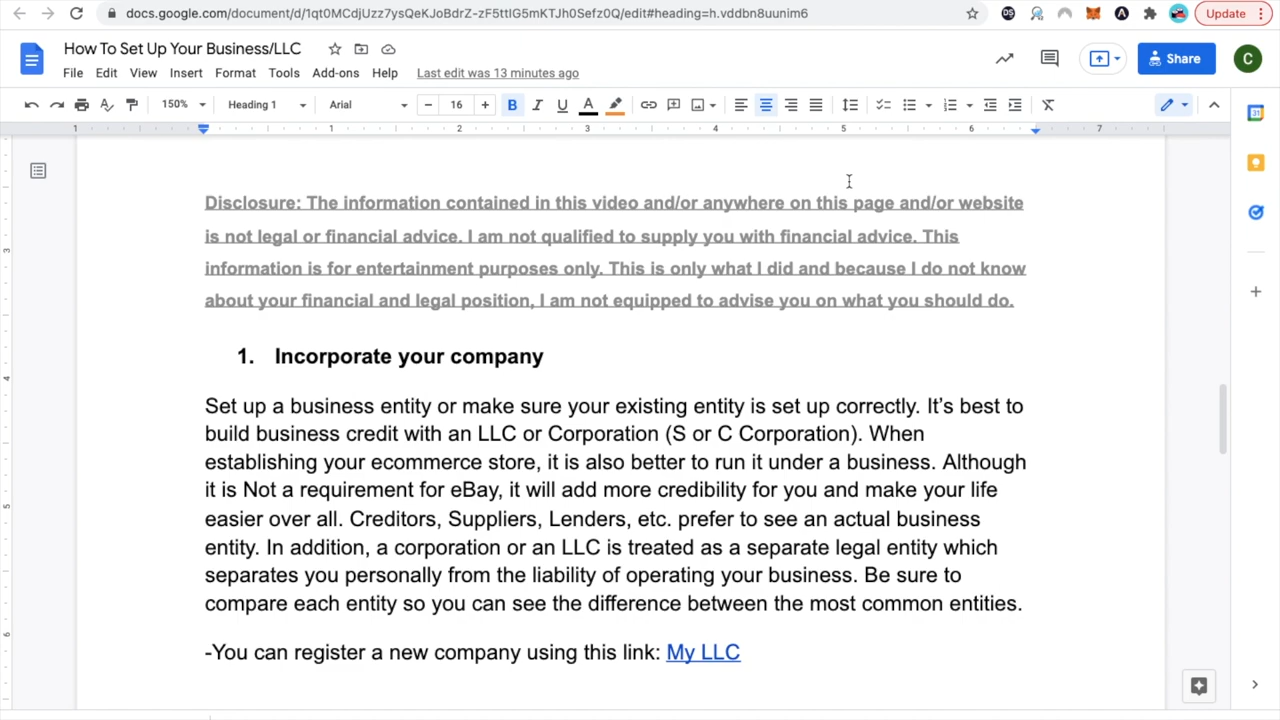 docs.google.com/document/d/1qt0MCdjUzz7ysQeKJoBdrZ-zF5ttIG5mKTJh0Sefz0Q/edit#heading=h.vddbn8uunim6
Update
How To Set Up Your Business/LLC
File Edit View Insert Format Tools Add-ons Help Last edit was 13 minutes ago
Share
C
150% Heading 1 Arial − 16 + B I U A
1 1 2 3 4 5 6 7
Disclosure: The information contained in this video and/or anywhere on this page and/or website
is not legal or financial advice. I am not qualified to supply you with financial advice. This
information is for entertainment purposes only. This is only what I did and because I do not know
about your financial and legal position, I am not equipped to advise you on what you should do.
1. Incorporate your company
Set up a business entity or make sure your existing entity is set up correctly. It's best to
build business credit with an LLC or Corporation (S or C Corporation). When
establishing your ecommerce store, it is also better to run it under a business. Although
it is Not a requirement for eBay, it will add more credibility for you and make your life
easier over all. Creditors, Suppliers, Lenders, etc. prefer to see an actual business
entity. In addition, a corporation or an LLC is treated as a separate legal entity which
separates you personally from the liability of operating your business. Be sure to
compare each entity so you can see the difference between the most common entities.
-You can register a new company using this link: My LLC